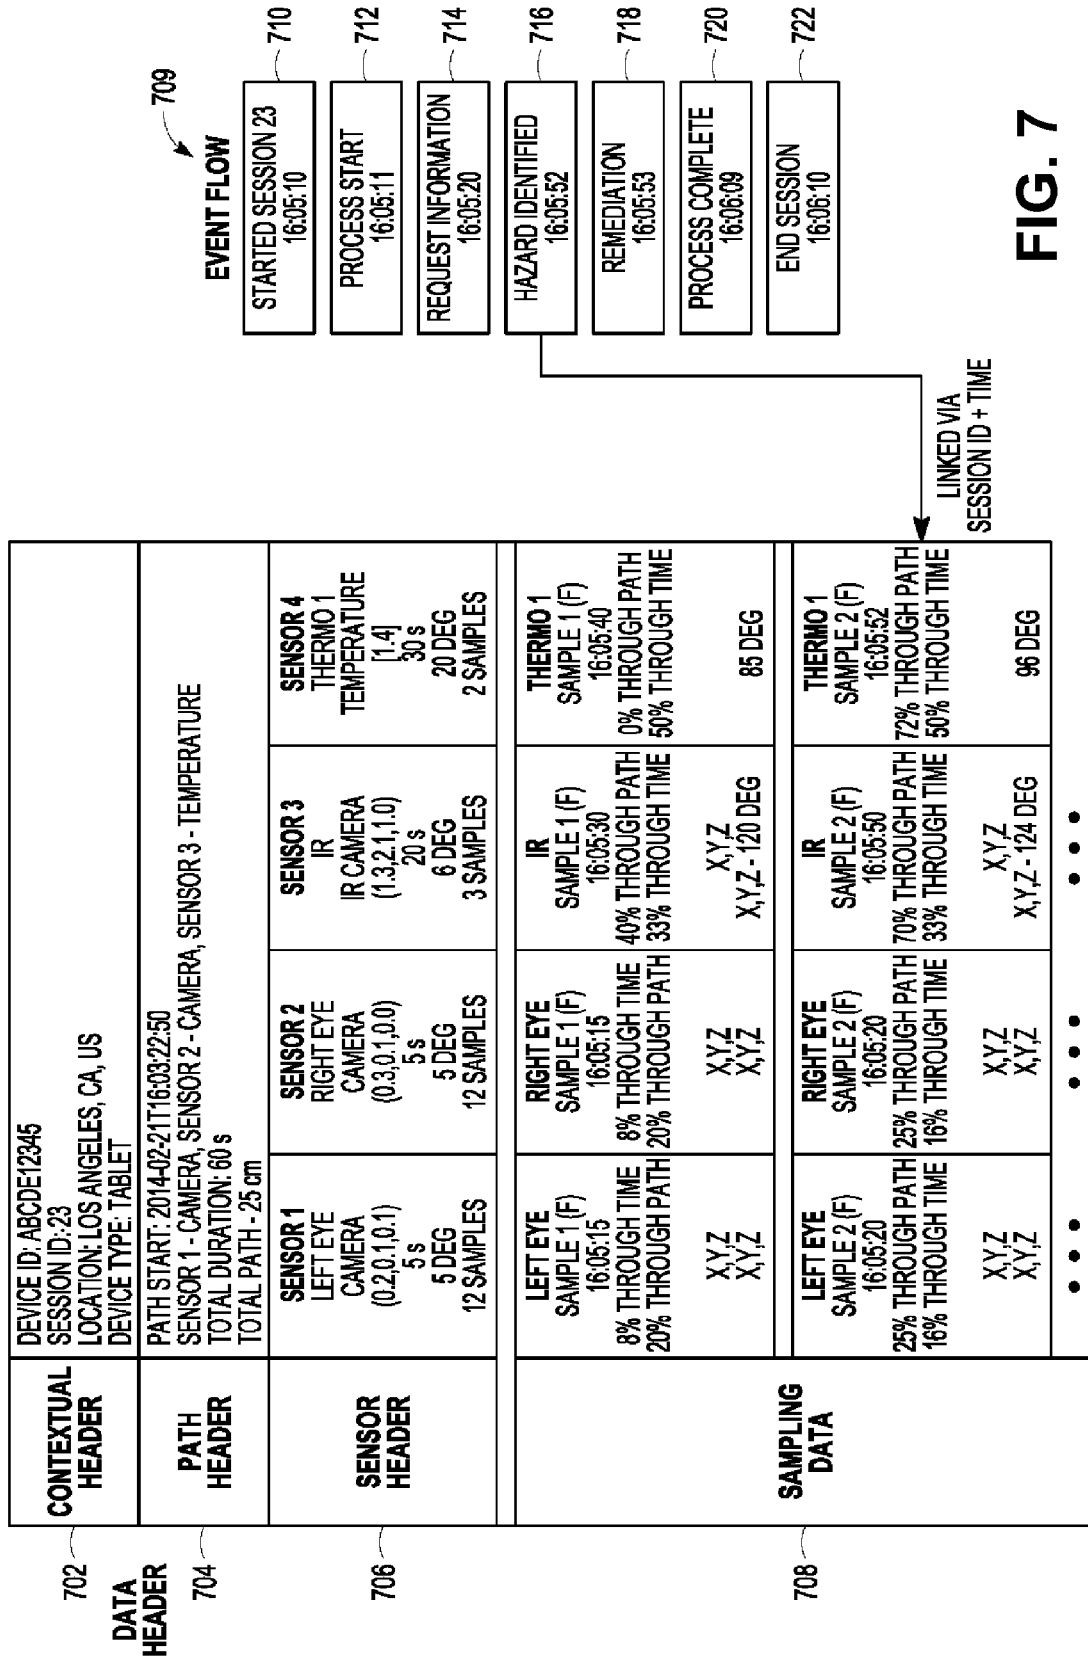 DATA
HEADER
702
CONTEXTUAL
HEADER
DEVICE ID: ABCDE12345
SESSION ID:23
LOCATION: LOS ANGELES, CA, US
DEVICE TYPE: TABLET
704
PATH
HEADER
PATH START: 2014-02-21T16:03:22:50
SENSOR 1 - CAMERA, SENSOR 2 - CAMERA, SENSOR 3 - TEMPERATURE
TOTAL DURATION: 60 s
TOTAL PATH - 25 cm
706
SENSOR
HEADER
SENSOR 1
LEFT EYE
CAMERA
(0.2,0.1,0.1)
5 s
5 DEG
12 SAMPLES
SENSOR 2
RIGHT EYE
CAMERA
(0.3,0.1,0.0)
5 s
5 DEG
12 SAMPLES
SENSOR 3
IR
IR CAMERA
(1.3,2.1,1.0)
20 s
6 DEG
3 SAMPLES
SENSOR 4
THERMO 1
TEMPERATURE
[1.4]
30 s
20 DEG
2 SAMPLES
708
SAMPLING
DATA
LEFT EYE
SAMPLE 1 (F)
16:05:15
8% THROUGH TIME
20% THROUGH PATH
X,Y,Z
X,Y,Z
RIGHT EYE
SAMPLE 1 (F)
16:05:15
8% THROUGH TIME
20% THROUGH PATH
X,Y,Z
X,Y,Z
IR
SAMPLE 1 (F)
16:05:30
40% THROUGH PATH
33% THROUGH TIME
X,Y,Z
X,Y,Z - 120 DEG
THERMO 1
SAMPLE 1 (F)
16:05:40
0% THROUGH PATH
50% THROUGH TIME
85 DEG
LEFT EYE
SAMPLE 2 (F)
16:05:20
25% THROUGH PATH
16% THROUGH TIME
X,Y,Z
X,Y,Z
RIGHT EYE
SAMPLE 2 (F)
16:05:20
25% THROUGH PATH
16% THROUGH TIME
X,Y,Z
X,Y,Z
IR
SAMPLE 2 (F)
16:05:50
70% THROUGH PATH
33% THROUGH TIME
X,Y,Z
X,Y,Z - 124 DEG
THERMO 1
SAMPLE 2 (F)
16:05:52
72% THROUGH PATH
50% THROUGH TIME
96 DEG
LINKED VIA
SESSION ID + TIME
709
EVENT FLOW
STARTED SESSION 23
16:05:10
710
PROCESS START
16:05:11
712
REQUEST INFORMATION
16:05:20
714
HAZARD IDENTIFIED
16:05:52
716
REMEDIATION
16:05:53
718
PROCESS COMPLETE
16:06:09
720
END SESSION
16:06:10
722
FIG. 7